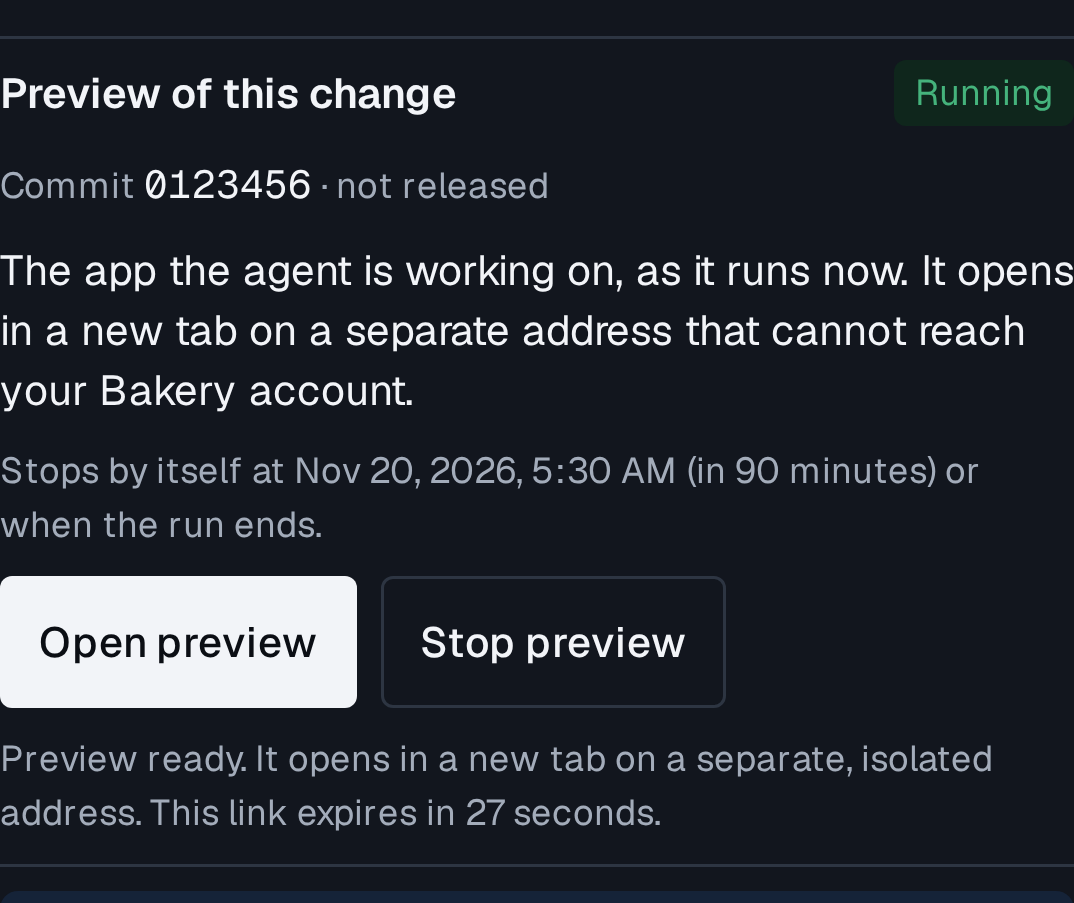 Preview of this change
Running
Commit 0123456 · not released
The app the agent is working on, as it runs now. It opens
in a new tab on a separate address that cannot reach
your Bakery account.
Stops by itself at Nov 20, 2026, 5:30 AM (in 90 minutes) or
when the run ends.
Open preview
Stop preview
Preview ready. It opens in a new tab on a separate, isolated
address. This link expires in 27 seconds.